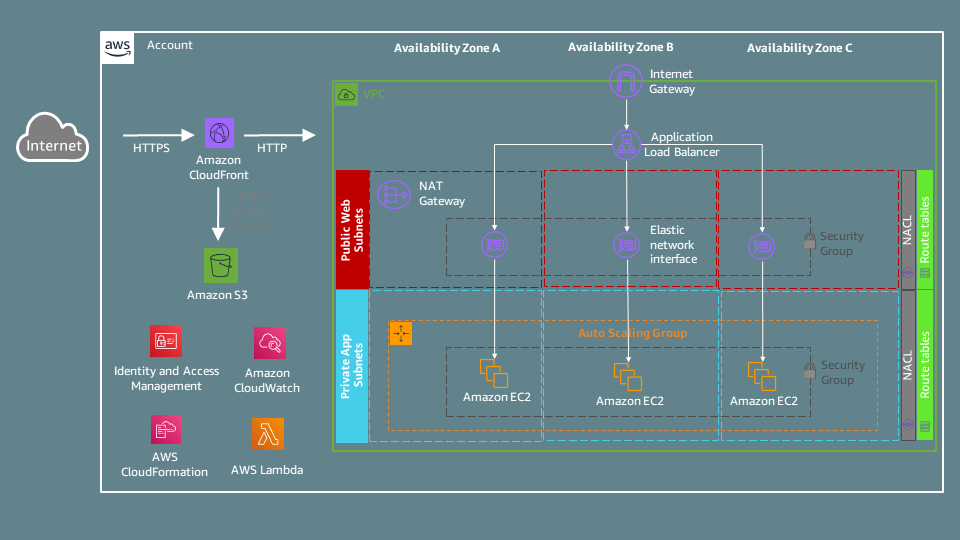 aws
Account
Availability Zone A
Availability Zone B
Availability Zone C
Internet
Gateway
VPC
Internet
HTTPS
HTTP
Amazon
CloudFront
Application
Load Balancer
NAT
Gateway
Public Web
Subnets
Elastic
network
interface
Security
Group
NACL
Route tables
Origin
Access
Identity
Amazon S3
Private App
Subnets
Auto Scaling Group
Security
Group
NACL
Route tables
Amazon EC2
Amazon EC2
Amazon EC2
Identity and Access
Management
Amazon
CloudWatch
AWS
CloudFormation
AWS Lambda